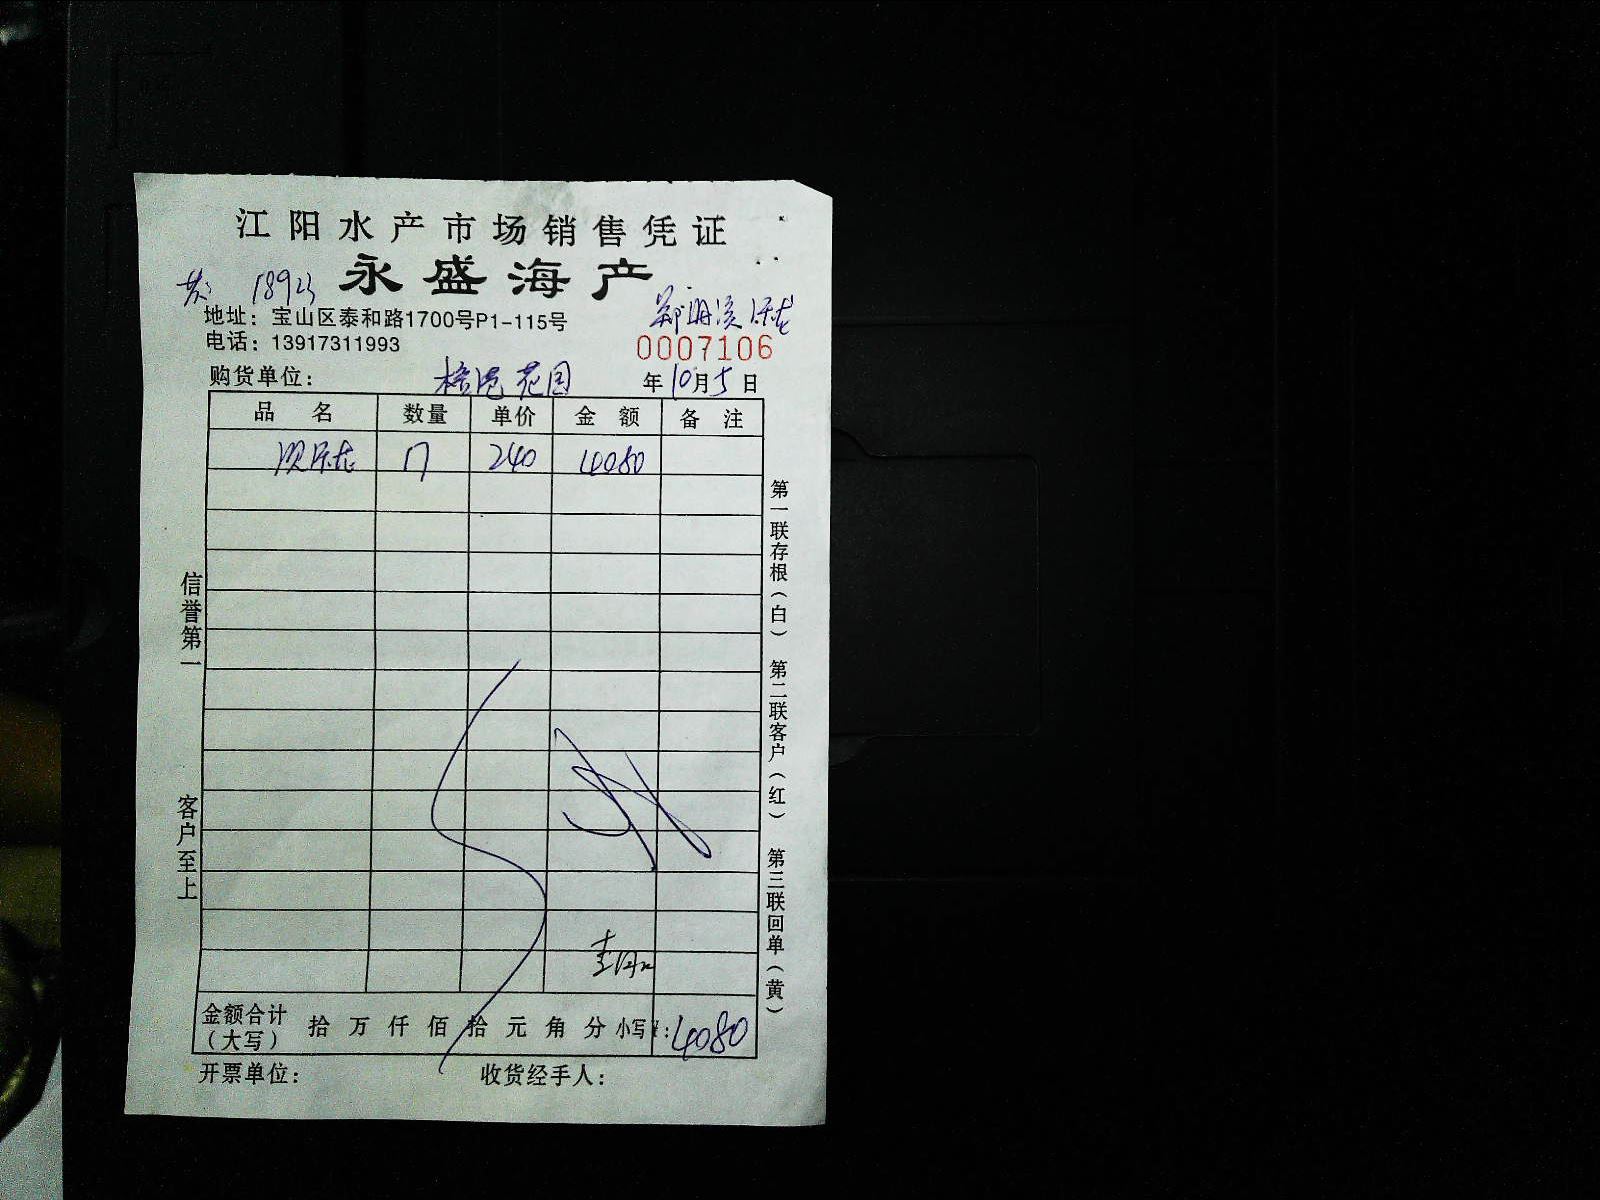 江阳水产市场销售凭证
永盛海产
地址：宝山区泰和路1700号P1-115号
电话：13917311993
0007106
购货单位： 花园 年10月5日
品名 数量 单价 金额 备注
17 240 4080
信誉第一
客户至上
第一联存根（白） 第二联客户（红） 第三联回单（黄）
金额合计（大写） 拾 万 仟 佰 拾 元 角 分 小写¥：4080
开票单位： 收货经手人：